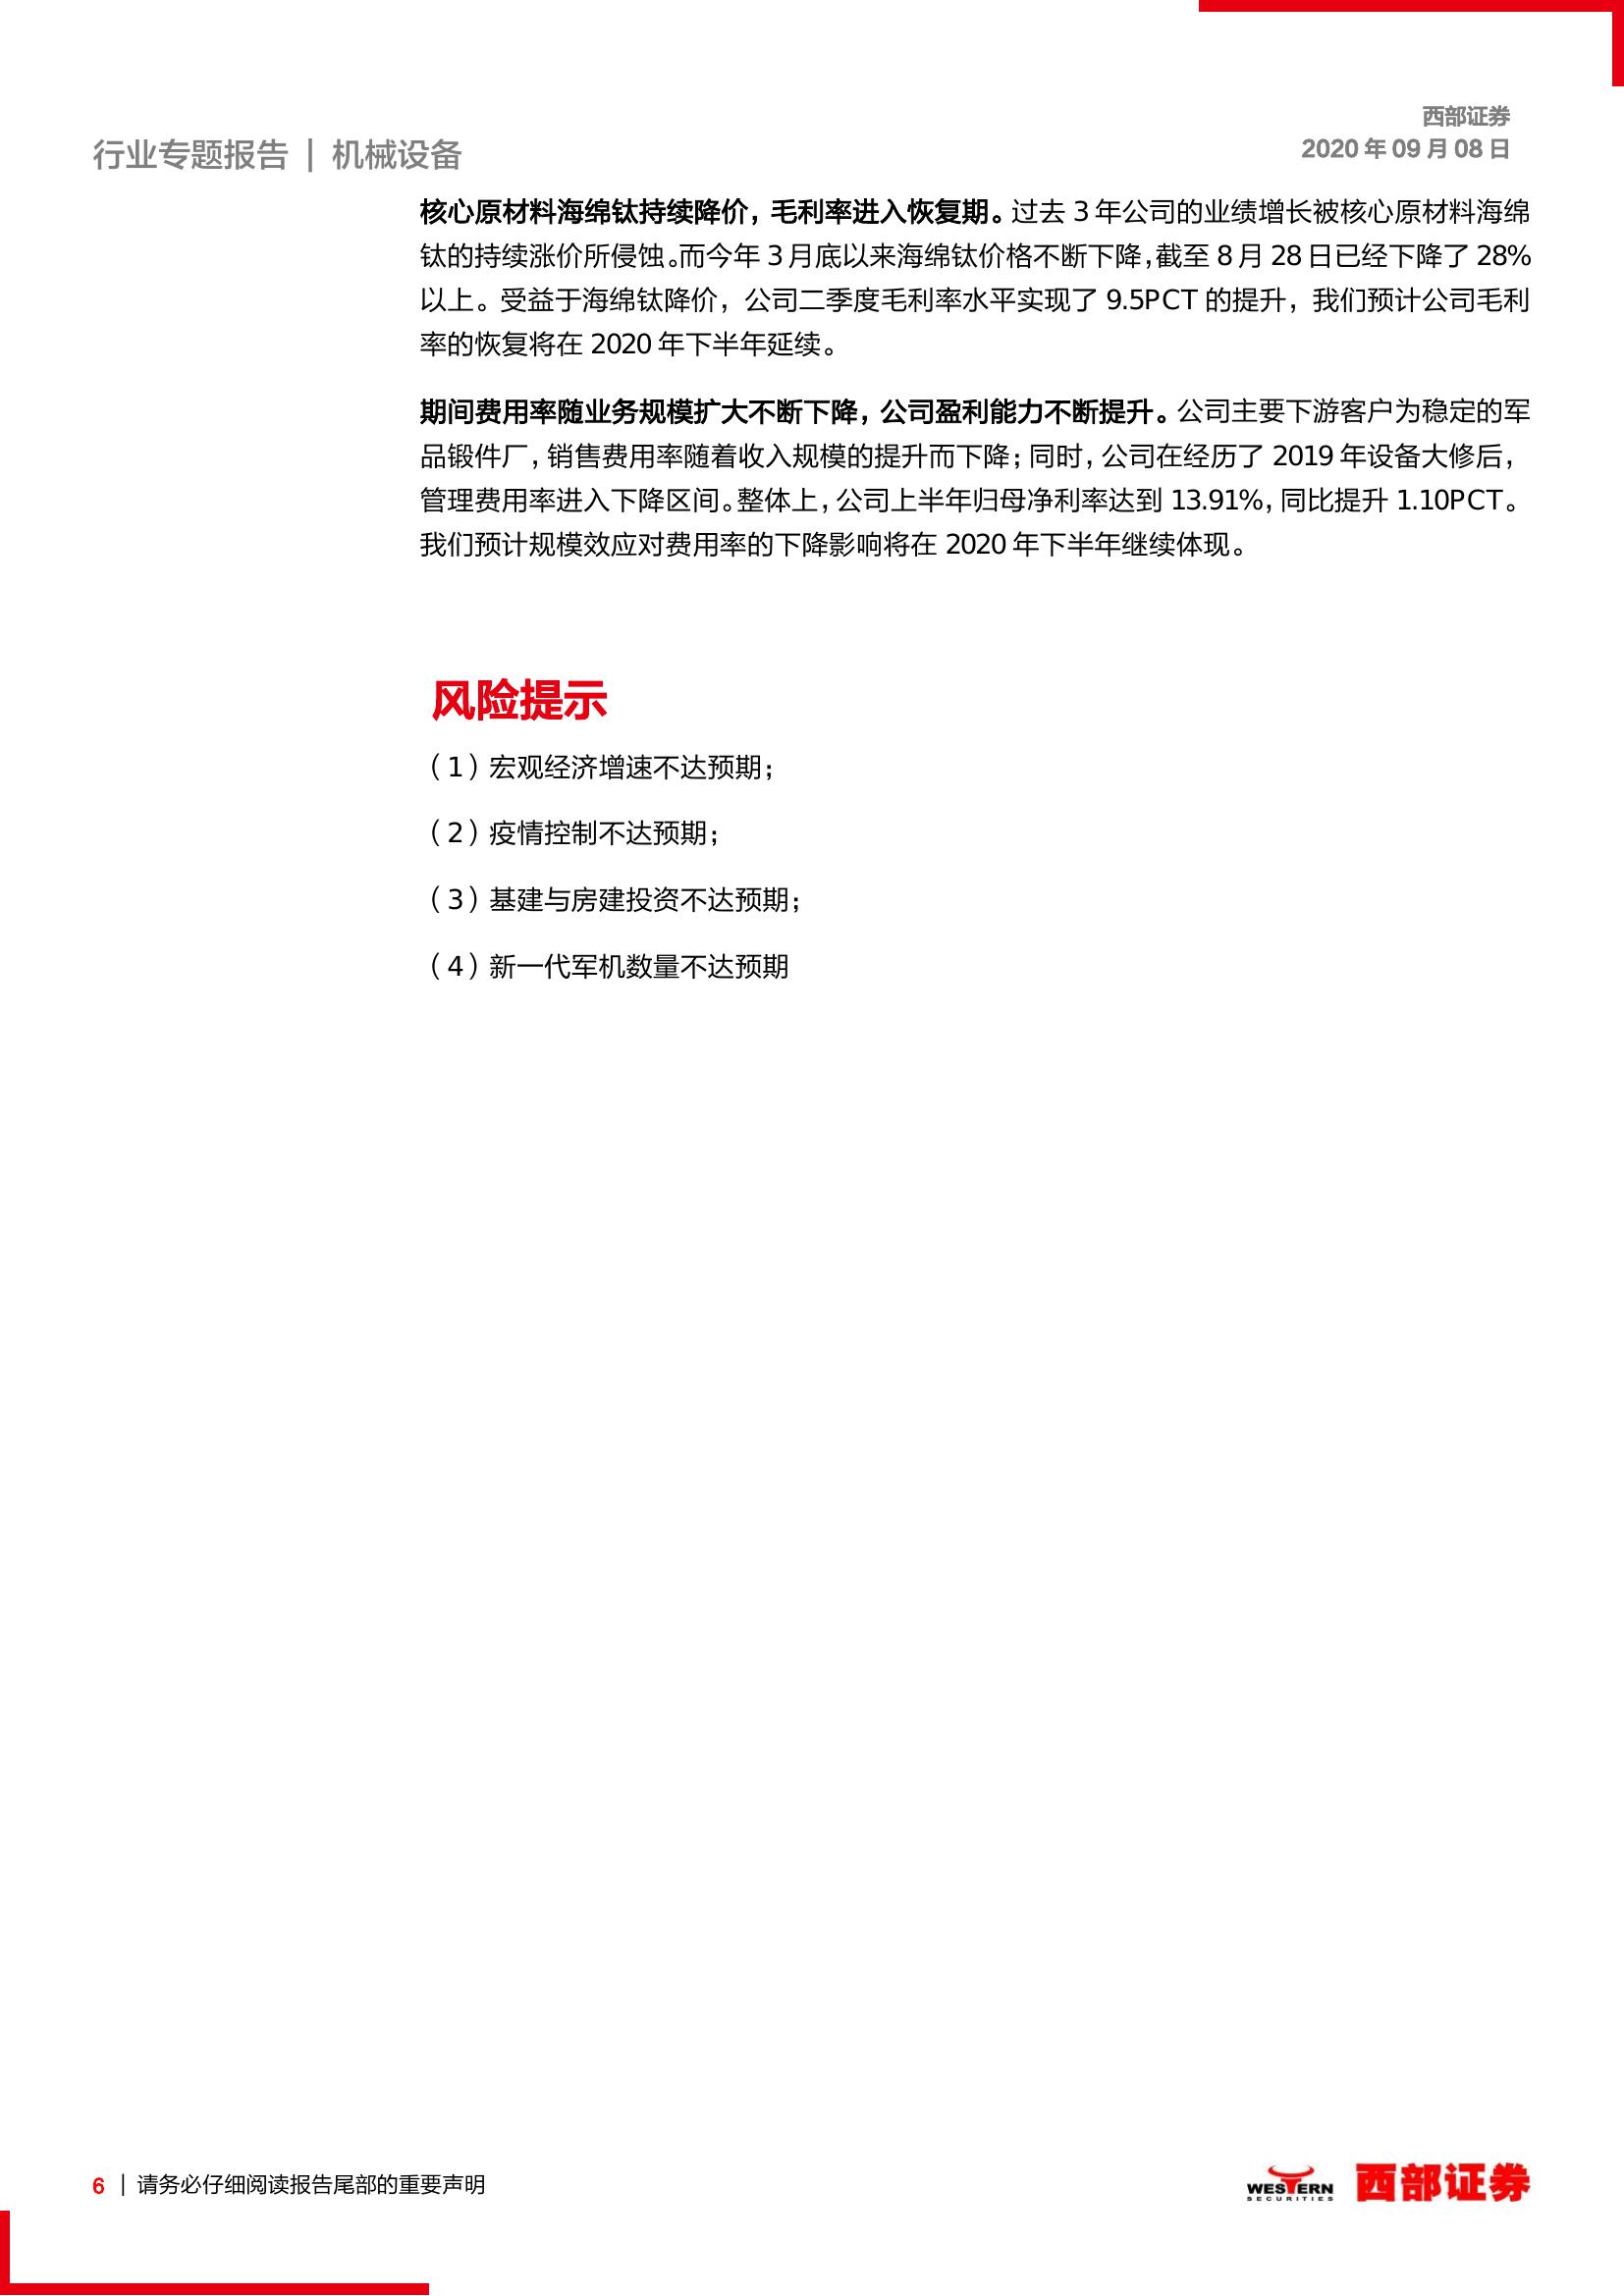 西部证券
行业专题报告 | 机械设备
2020 年 09 月 08 日
核心原材料海绵钛持续降价，毛利率进入恢复期。过去 3 年公司的业绩增长被核心原材料海绵
钛的持续涨价所侵蚀。而今年 3 月底以来海绵钛价格不断下降，截至 8 月 28 日已经下降了 28%
以上。受益于海绵钛降价，公司二季度毛利率水平实现了 9.5PCT 的提升，我们预计公司毛利
率的恢复将在 2020 年下半年延续。
期间费用率随业务规模扩大不断下降，公司盈利能力不断提升。公司主要下游客户为稳定的军
品锻件厂，销售费用率随着收入规模的提升而下降；同时，公司在经历了 2019 年设备大修后，
管理费用率进入下降区间。整体上，公司上半年归母净利率达到 13.91%，同比提升 1.10PCT。
我们预计规模效应对费用率的下降影响将在 2020 年下半年继续体现。
风险提示
（1）宏观经济增速不达预期；
（2）疫情控制不达预期；
（3）基建与房建投资不达预期；
（4）新一代军机数量不达预期
6 | 请务必仔细阅读报告尾部的重要声明
WESTERN
SECURITIES
西部证券